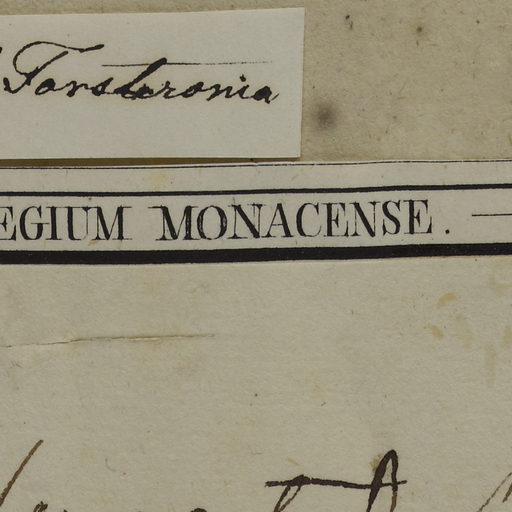 Forsteronia
EGIUM MONACENSE. —